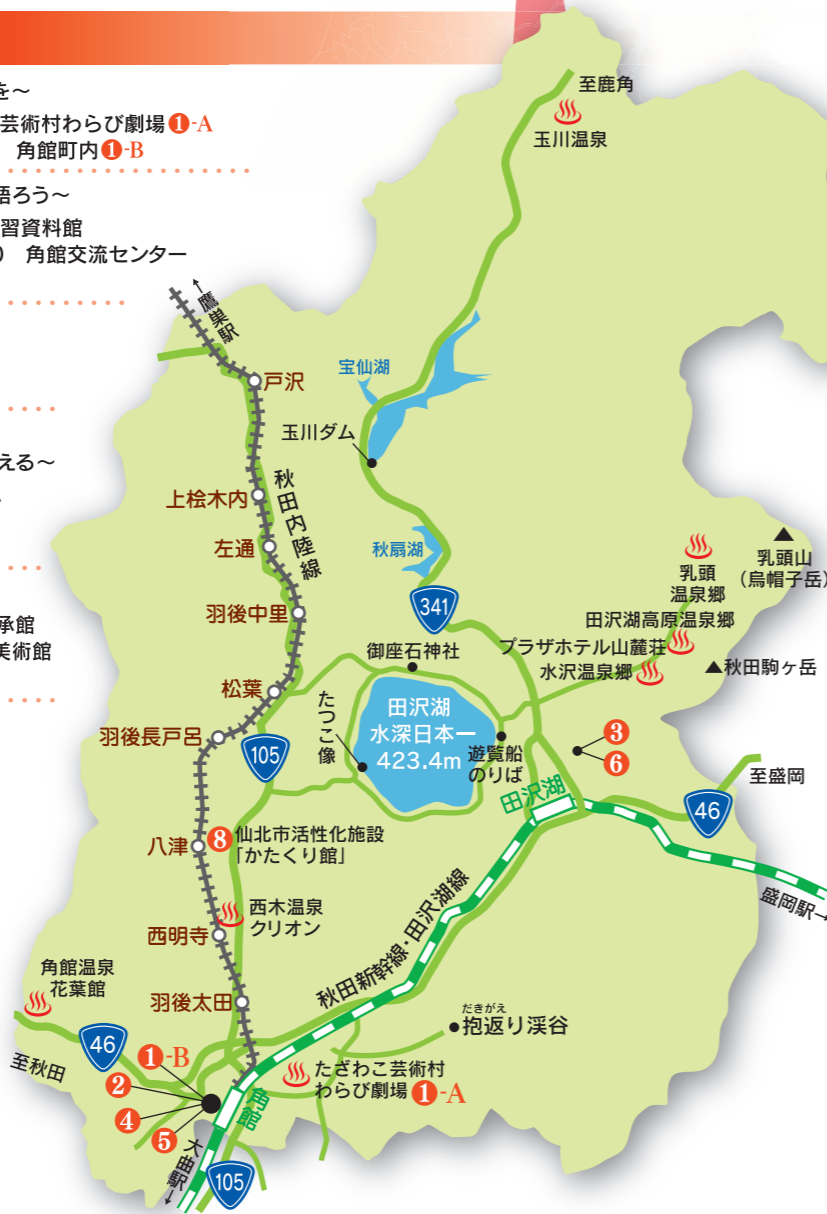 を～
芸術村わらび劇場❶-A
角館町内❶-B
語ろう～
習資料館
) 角館交流センター
える～
承館
美術館
至鹿角
玉川温泉
←鷹巣駅
宝仙湖
戸沢
玉川ダム
上桧木内
秋田内陸線
左通
秋扇湖
乳頭山
(烏帽子岳)
乳頭
温泉郷
羽後中里
341
田沢湖高原温泉郷
御座石神社
プラザホテル山麓荘
水沢温泉郷
秋田駒ヶ岳
松葉
たつこ像
田沢湖
水深日本一
423.4m
遊覧船
のりば
羽後長戸呂
105
❸
❻
田沢湖
至盛岡
46
八津
❽
仙北市活性化施設
「かたくり館」
盛岡駅→
西木温泉
クリオン
西明寺
秋田新幹線・田沢湖線
角館温泉
花葉館
羽後太田
だきがえ
抱返り渓谷
46
至秋田
❶-B
❷
❹
❺
たざわこ芸術村
わらび劇場❶-A
角館
大曲駅→
105